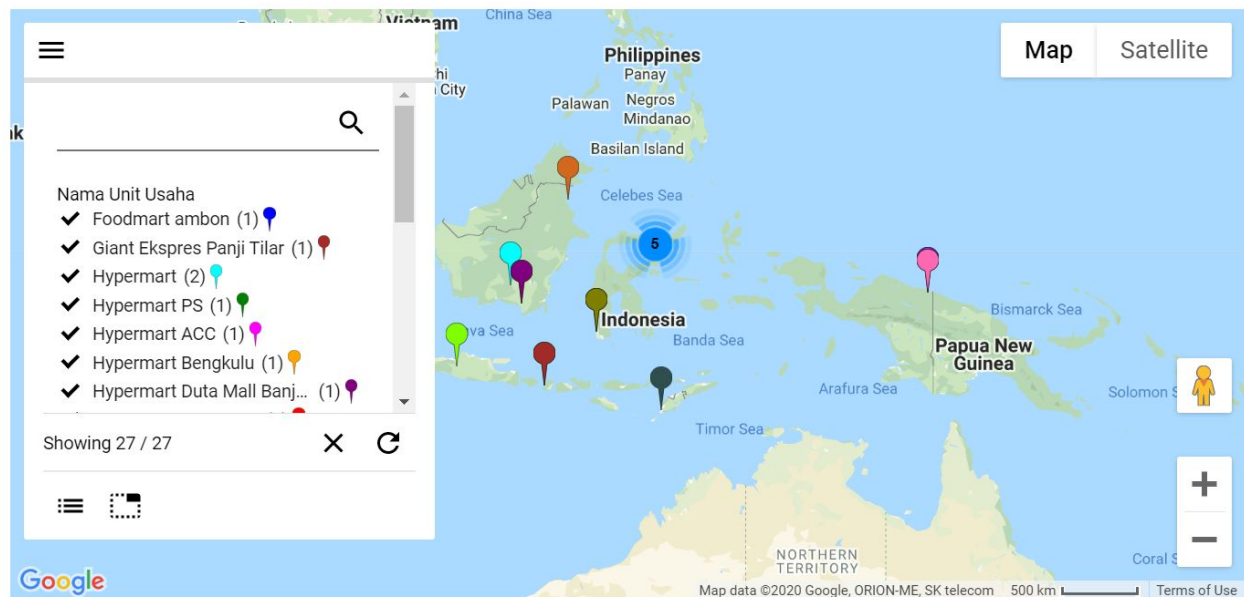 China Sea
Vietnam
Philippines
Panay
Map
Satellite
hi
City
Palawan
Negros
Mindanao
Basilan Island
Nama Unit Usaha
Foodmart ambon (1)
Giant Ekspres Panji Tilar (1)
Hypermart (2)
Hypermart PS (1)
Hypermart ACC (1)
Hypermart Bengkulu (1)
Hypermart Duta Mall Banj... (1)
Showing 27 / 27
Celebes Sea
5
Indonesia
va Sea
Banda Sea
Bismarck Sea
Papua New
Guinea
Arafura Sea
Solomon S
Timor Sea
NORTHERN
TERRITORY
Coral S
Google
Map data ©2020 Google, ORION-ME, SK telecom
500 km
Terms of Use